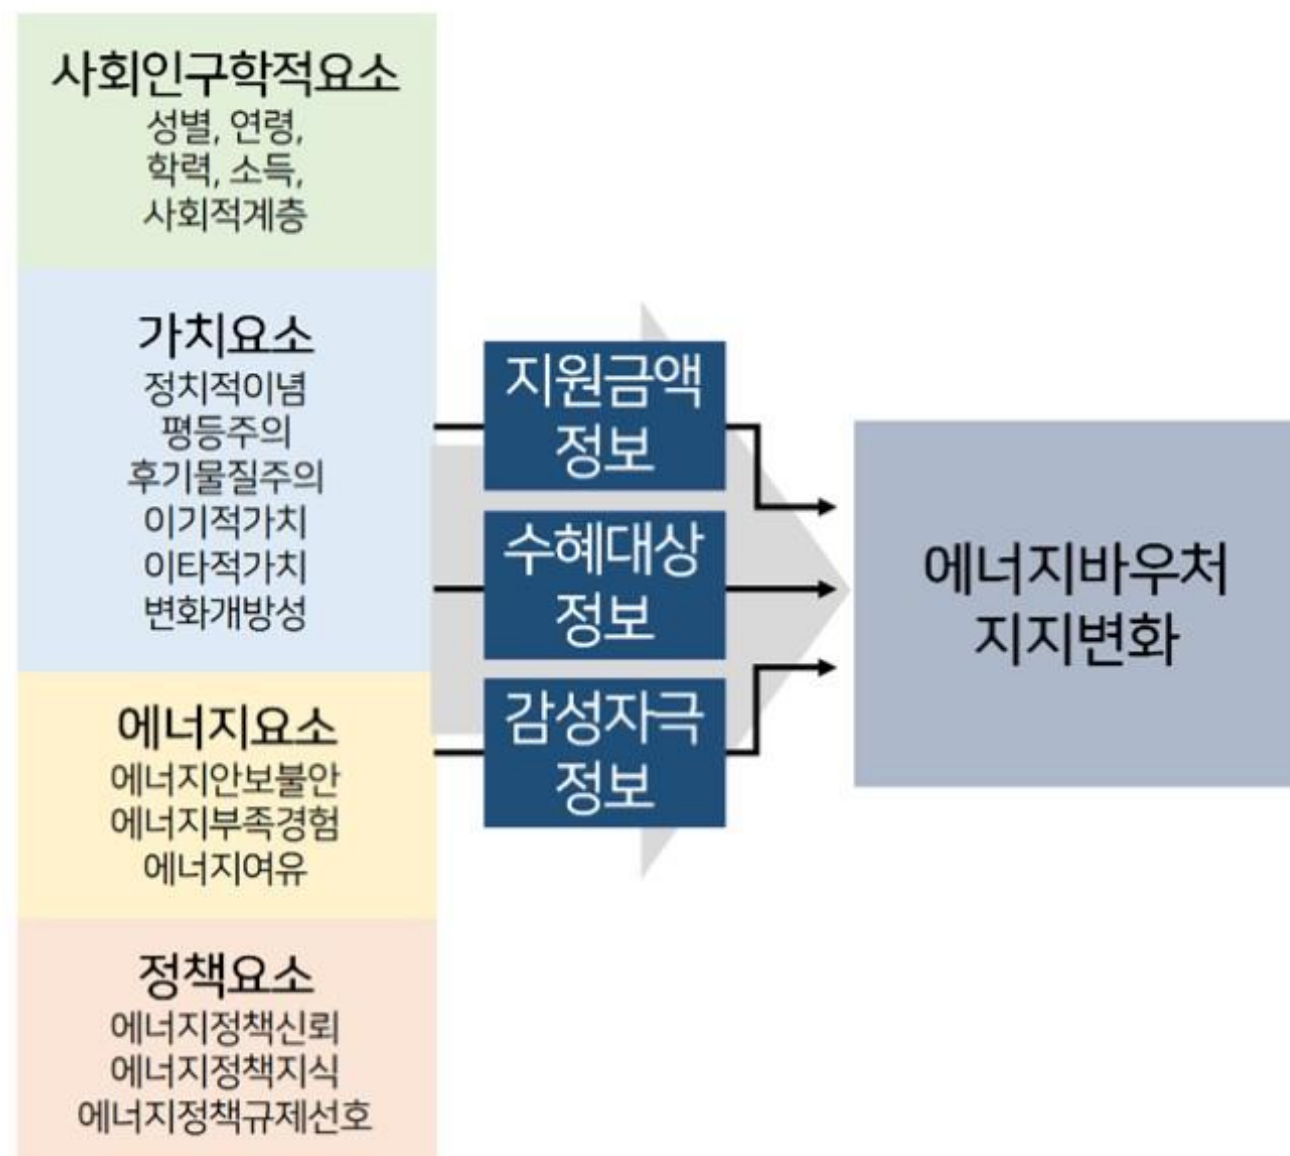 사회인구학적요소
성별, 연령,
학력, 소득,
사회적계층
가치요소
정치적이념
평등주의
후기물질주의
이기적가치
이타적가치
변화개방성
에너지요소
에너지안보불안
에너지부족경험
에너지여유
정책요소
에너지정책신뢰
에너지정책지식
에너지정책규제선호
지원금액
정보
수혜대상
정보
감성자극
정보
에너지바우처
지지변화